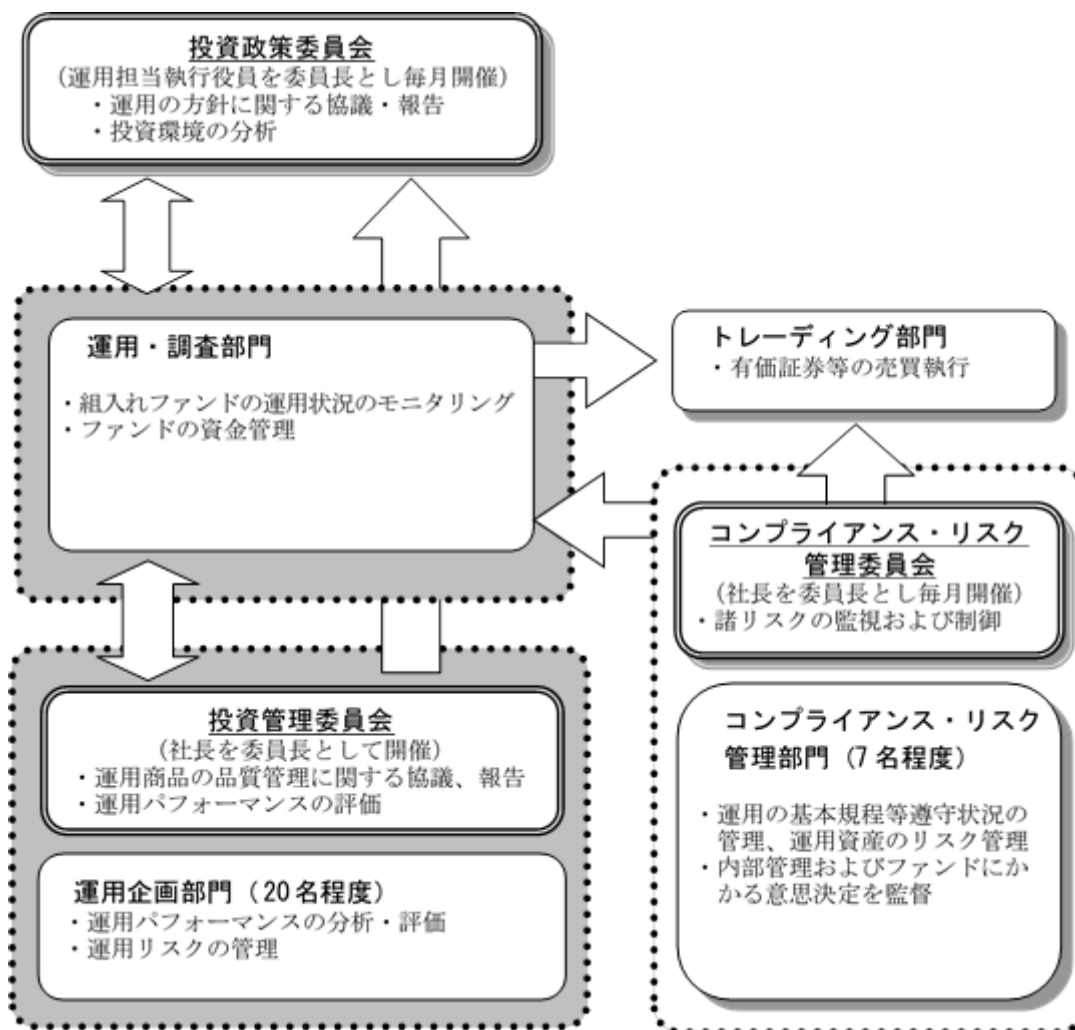 投資政策委員会
(運用担当執行役員を委員長とし毎月開催)
・運用の方針に関する協議・報告
・投資環境の分析
運用・調査部門
・組入れファンドの運用状況のモニタリング
・ファンドの資金管理
トレーディング部門
・有価証券等の売買執行
コンプライアンス・リスク
管理委員会
(社長を委員長とし毎月開催)
・諸リスクの監視および制御
投資管理委員会
(社長を委員長として開催)
・運用商品の品質管理に関する協議、報告
・運用パフォーマンスの評価
運用企画部門（20名程度）
・運用パフォーマンスの分析・評価
・運用リスクの管理
コンプライアンス・リスク
管理部門（7名程度）
・運用の基本規程等遵守状況の
管理、運用資産のリスク管理
・内部管理およびファンドにか
かる意思決定を監督